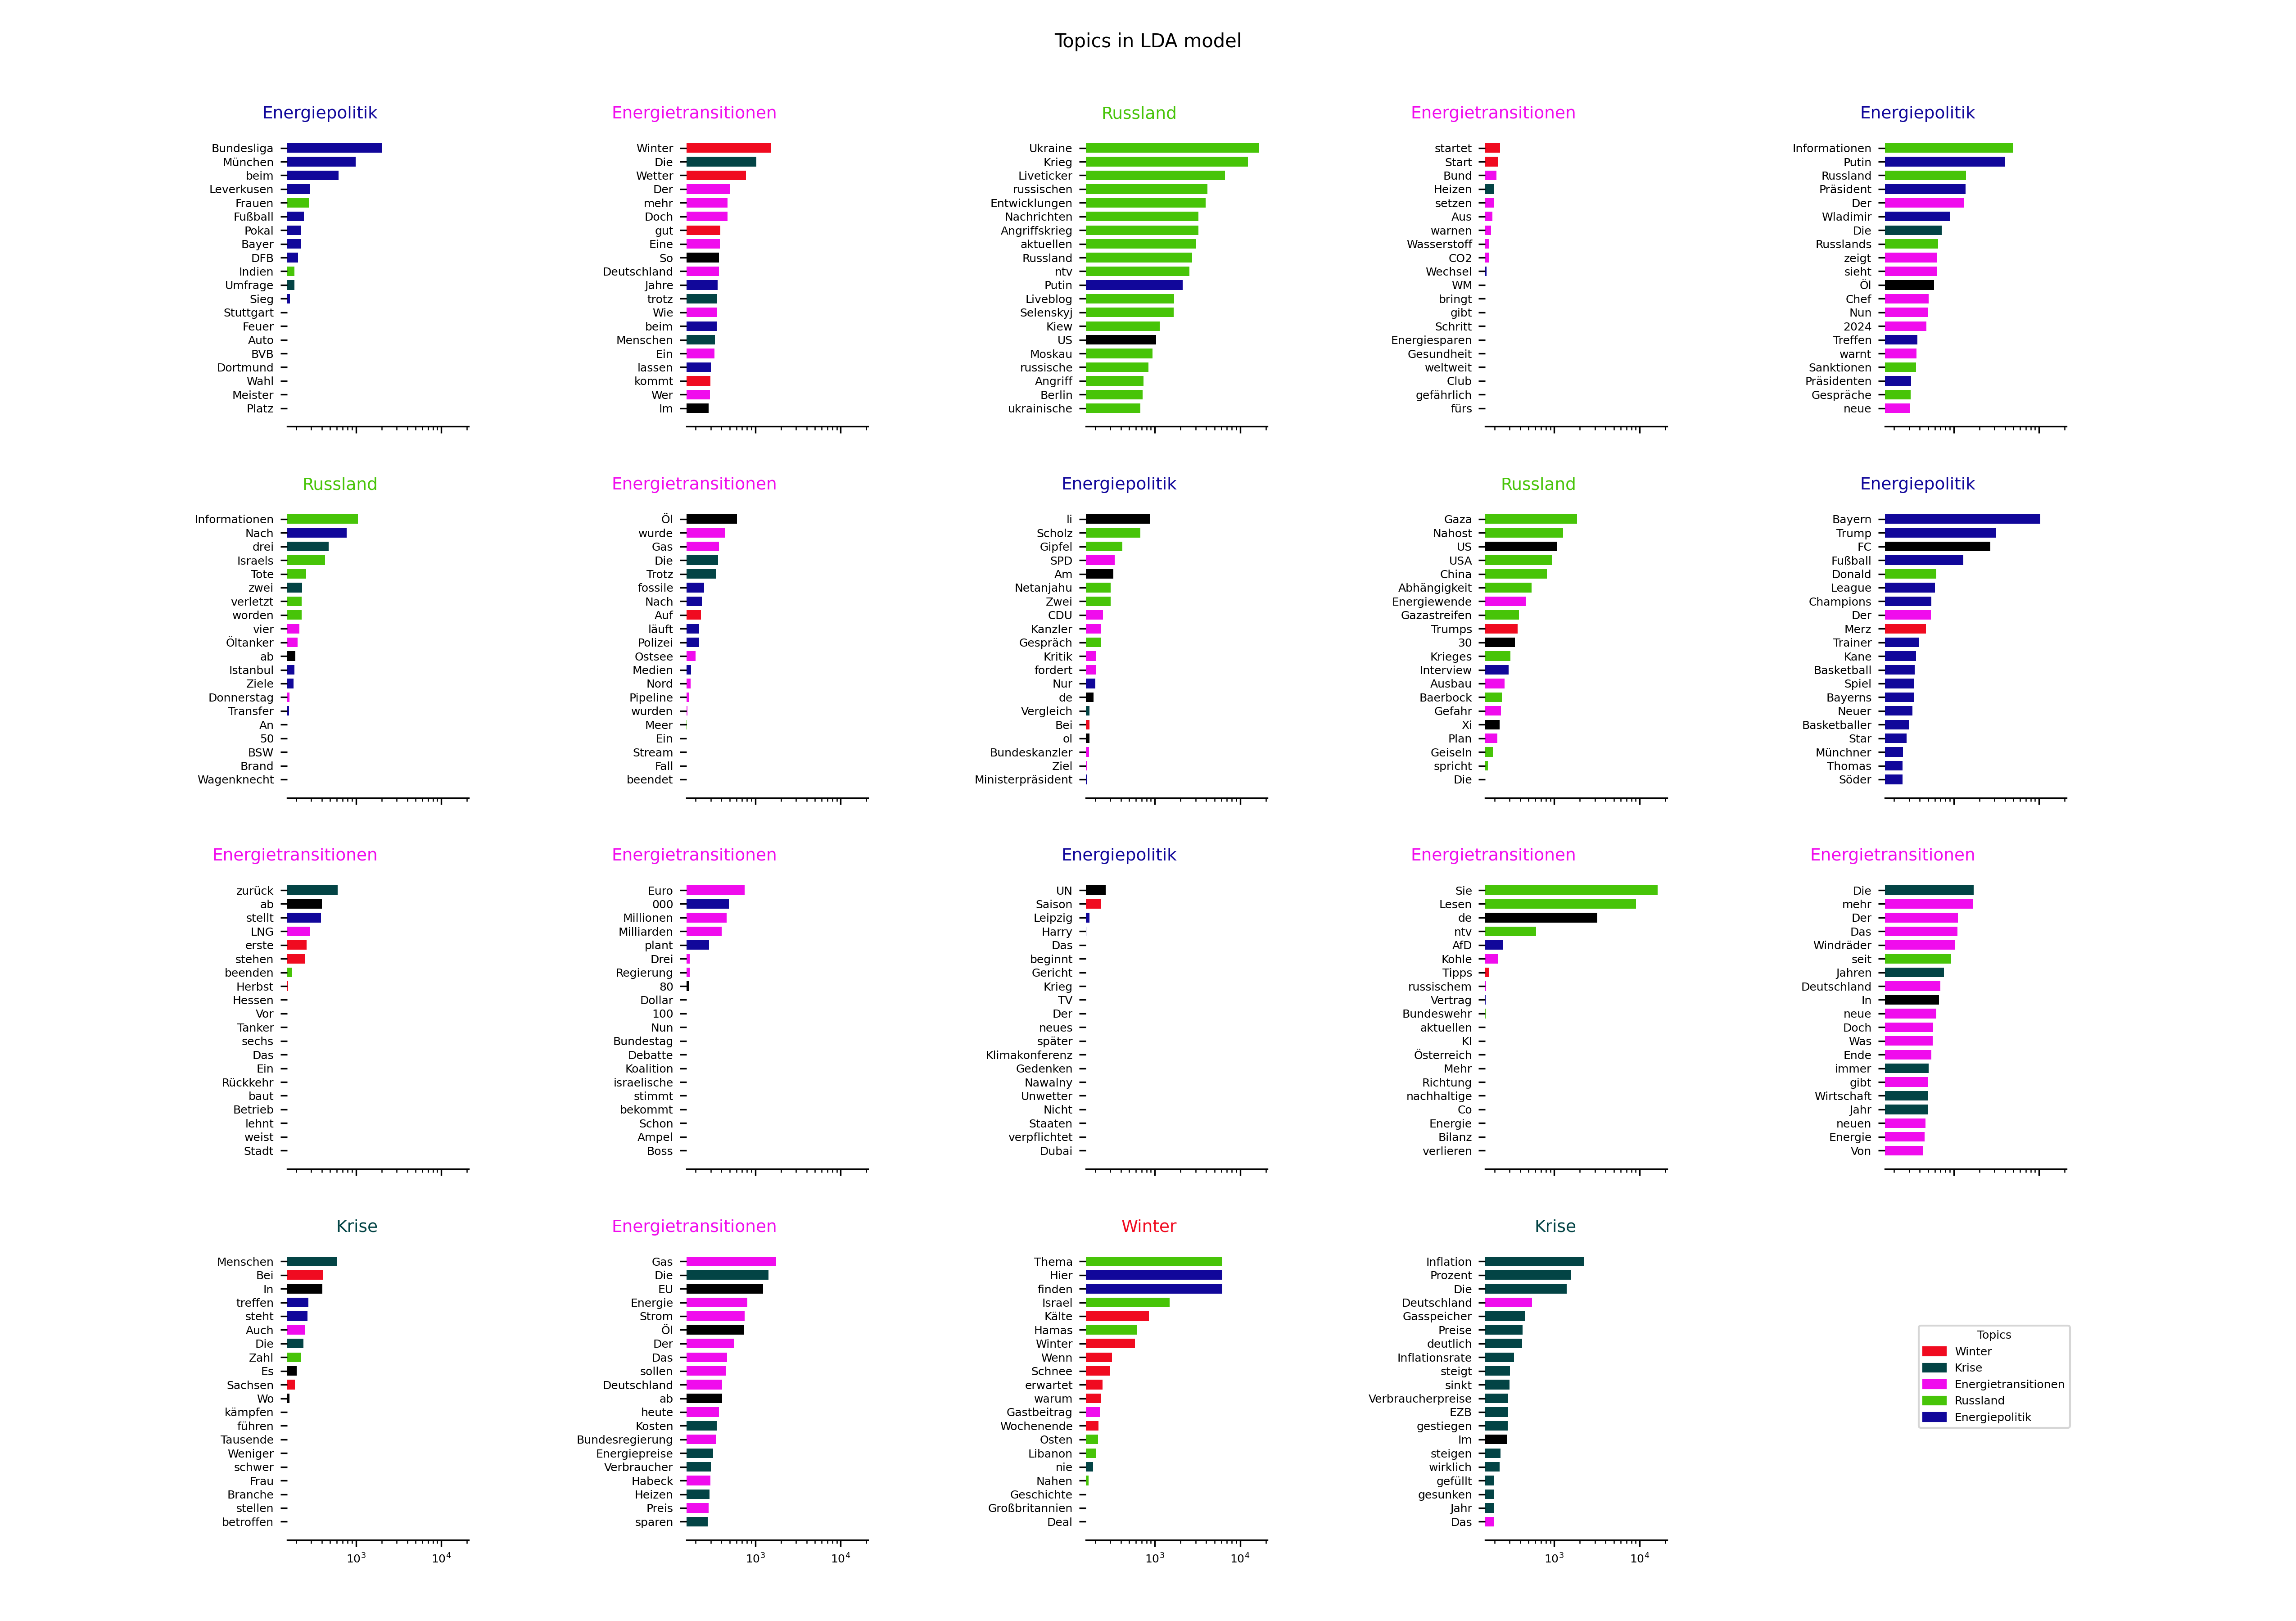 Topics in LDA model
Energiepolitik
Bundesliga
München
beim
Leverkusen
Frauen
Fußball
Pokal
Bayer
DFB
Indien
Umfrage
Sieg
Stuttgart
Feuer
Auto
BVB
Dortmund
Wahl
Meister
Platz
Energietransitionen
Winter
Die
Wetter
Der
mehr
Doch
gut
Eine
So
Deutschland
Jahre
trotz
Wie
beim
Menschen
Ein
lassen
kommt
Wer
Im
Russland
Ukraine
Krieg
Liveticker
russischen
Entwicklungen
Nachrichten
Angriffskrieg
aktuellen
Russland
ntv
Putin
Liveblog
Selenskyj
Kiew
US
Moskau
russische
Angriff
Berlin
ukrainische
Energietransitionen
startet
Start
Bund
Heizen
setzen
Aus
warnen
Wasserstoff
CO2
Wechsel
WM
bringt
gibt
Schritt
Energiesparen
Gesundheit
weltweit
Club
gefährlich
fürs
Energiepolitik
Informationen
Putin
Russland
Präsident
Der
Wladimir
Die
Russlands
zeigt
sieht
Öl
Chef
Nun
2024
Treffen
warnt
Sanktionen
Präsidenten
Gespräche
neue
Russland
Informationen
Nach
drei
Israels
Tote
zwei
verletzt
worden
vier
Öltanker
ab
Istanbul
Ziele
Donnerstag
Transfer
An
50
BSW
Brand
Wagenknecht
Energietransitionen
Öl
wurde
Gas
Die
Trotz
fossile
Nach
Auf
läuft
Polizei
Ostsee
Medien
Nord
Pipeline
wurden
Meer
Ein
Stream
Fall
beendet
Energiepolitik
li
Scholz
Gipfel
SPD
Am
Netanjahu
Zwei
CDU
Kanzler
Gespräch
Kritik
fordert
Nur
de
Vergleich
Bei
ol
Bundeskanzler
Ziel
Ministerpräsident
Russland
Gaza
Nahost
US
USA
China
Abhängigkeit
Energiewende
Gazastreifen
Trumps
30
Krieges
Interview
Ausbau
Baerbock
Gefahr
Xi
Plan
Geiseln
spricht
Die
Energiepolitik
Bayern
Trump
FC
Fußball
Donald
League
Champions
Der
Merz
Trainer
Kane
Basketball
Spiel
Bayerns
Neuer
Basketballer
Star
Münchner
Thomas
Söder
Energietransitionen
zurück
ab
stellt
LNG
erste
stehen
beenden
Herbst
Hessen
Vor
Tanker
sechs
Das
Ein
Rückkehr
baut
Betrieb
lehnt
weist
Stadt
Energietransitionen
Euro
000
Millionen
Milliarden
plant
Drei
Regierung
80
Dollar
100
Nun
Bundestag
Debatte
Koalition
israelische
stimmt
bekommt
Schon
Ampel
Boss
Energiepolitik
UN
Saison
Leipzig
Harry
Das
beginnt
Gericht
Krieg
TV
Der
neues
später
Klimakonferenz
Gedenken
Nawalny
Unwetter
Nicht
Staaten
verpflichtet
Dubai
Energietransitionen
Sie
Lesen
de
ntv
AfD
Kohle
Tipps
russischem
Vertrag
Bundeswehr
aktuellen
KI
Österreich
Mehr
Richtung
nachhaltige
Co
Energie
Bilanz
verlieren
Energietransitionen
Die
mehr
Der
Das
Windräder
seit
Jahren
Deutschland
In
neue
Doch
Was
Ende
immer
gibt
Wirtschaft
Jahr
neuen
Energie
Von
Krise
Menschen
Bei
In
treffen
steht
Auch
Die
Zahl
Es
Sachsen
Wo
kämpfen
führen
Tausende
Weniger
schwer
Frau
Branche
stellen
betroffen
10³ 10⁴
Energietransitionen
Gas
Die
EU
Energie
Strom
Öl
Der
Das
sollen
Deutschland
ab
heute
Kosten
Bundesregierung
Energiepreise
Verbraucher
Habeck
Heizen
Preis
sparen
10³ 10⁴
Winter
Thema
Hier
finden
Israel
Kälte
Hamas
Winter
Wenn
Schnee
erwartet
warum
Gastbeitrag
Wochenende
Osten
Libanon
nie
Nahen
Geschichte
Großbritannien
Deal
10³ 10⁴
Krise
Inflation
Prozent
Die
Deutschland
Gasspeicher
Preise
deutlich
Inflationsrate
steigt
sinkt
Verbraucherpreise
EZB
gestiegen
Im
steigen
wirklich
gefüllt
gesunken
Jahr
Das
10³ 10⁴
Topics
Winter
Krise
Energietransitionen
Russland
Energiepolitik